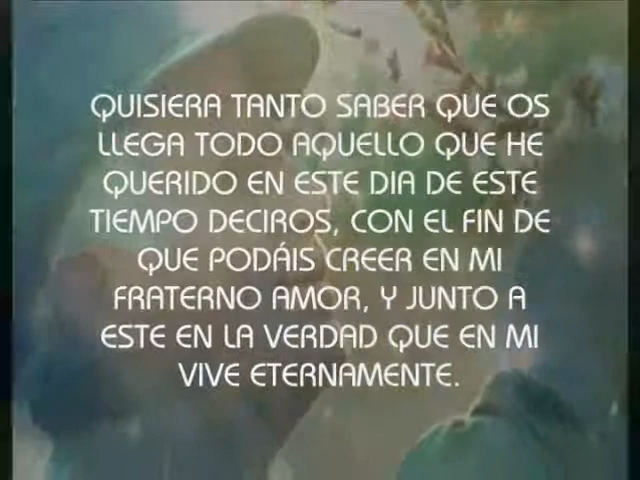 QUISIERA TANTO SABER QUE OS
LLEGA TODO AQUELLO QUE HE
QUERIDO EN ESTE DIA DE ESTE
TIEMPO DECIROS, CON EL FIN DE
QUE PODÁIS CREER EN MI
FRATERNO AMOR, Y JUNTO A
ESTE EN LA VERDAD QUE EN MI
VIVE ETERNAMENTE.